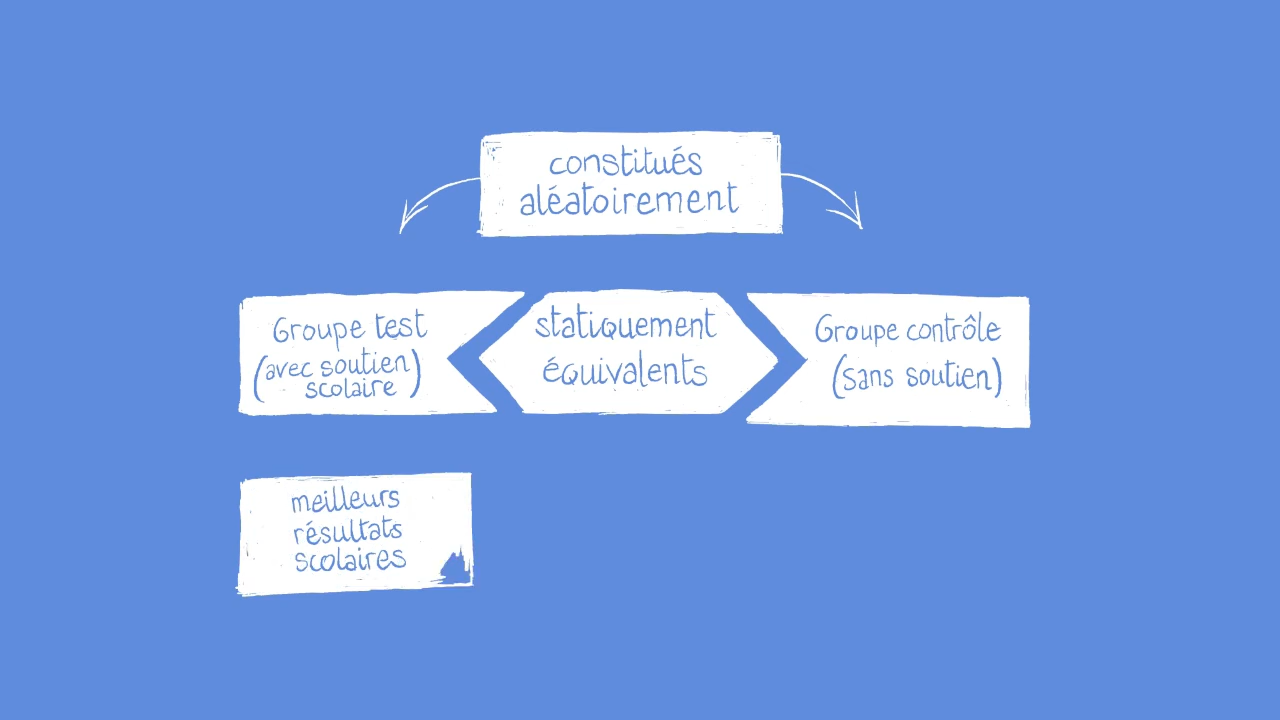 constitués
aléatoirement
Groupe test
(avec soutien
scolaire)
statiquement
équivalents
Groupe contrôle
(sans soutien)
meilleurs
résultats
scolaires